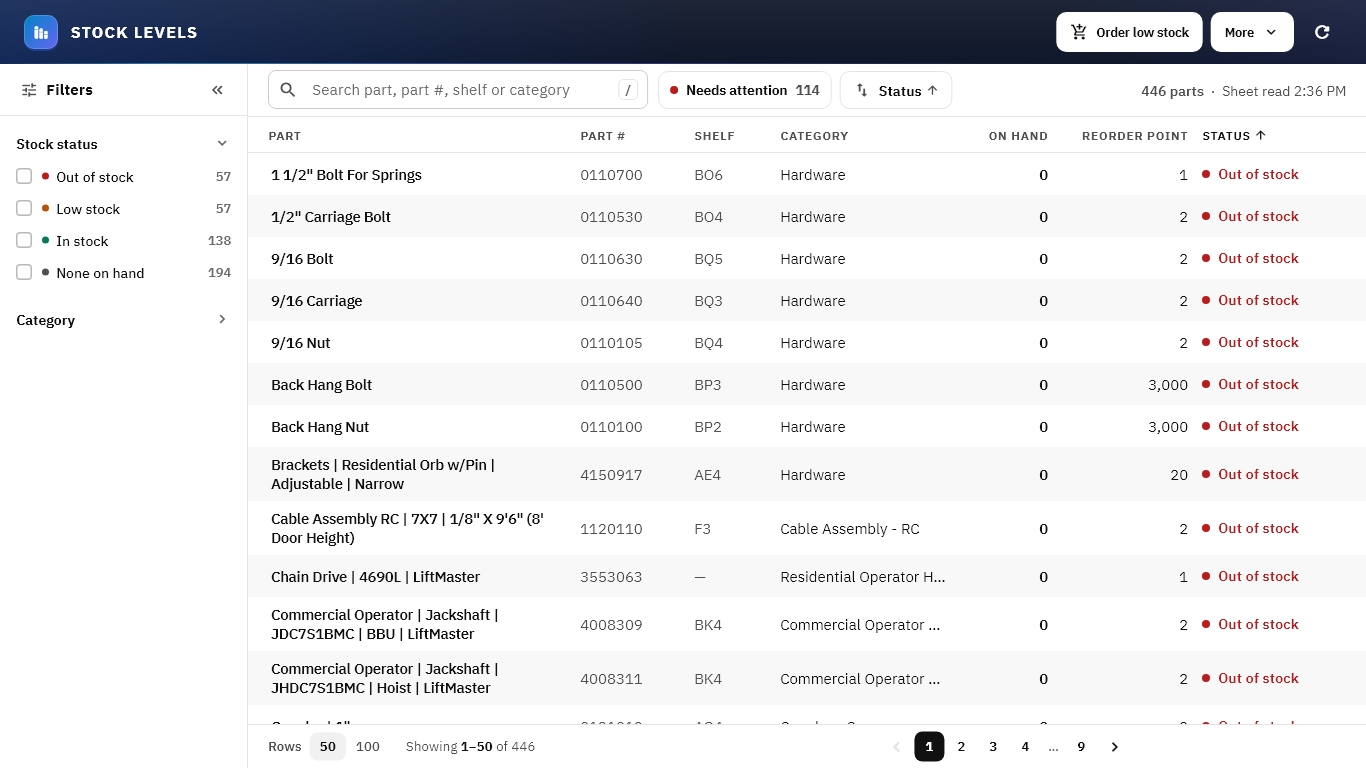 STOCK LEVELS
Order low stock
More
Filters
Search part, part #, shelf or category /
Needs attention 114
Status ↑
446 parts · Sheet read 2:36 PM
Stock status
Out of stock 57
Low stock 57
In stock 138
None on hand 194
Category
PART PART # SHELF CATEGORY ON HAND REORDER POINT STATUS ↑
1 1/2" Bolt For Springs 0110700 BO6 Hardware 0 1 Out of stock
1/2" Carriage Bolt 0110530 BO4 Hardware 0 2 Out of stock
9/16 Bolt 0110630 BQ5 Hardware 0 2 Out of stock
9/16 Carriage 0110640 BQ3 Hardware 0 2 Out of stock
9/16 Nut 0110105 BQ4 Hardware 0 2 Out of stock
Back Hang Bolt 0110500 BP3 Hardware 0 3,000 Out of stock
Back Hang Nut 0110100 BP2 Hardware 0 3,000 Out of stock
Brackets | Residential Orb w/Pin |
Adjustable | Narrow 4150917 AE4 Hardware 0 20 Out of stock
Cable Assembly RC | 7X7 | 1/8" X 9'6" (8'
Door Height) 1120110 F3 Cable Assembly - RC 0 2 Out of stock
Chain Drive | 4690L | LiftMaster 3553063 — Residential Operator H... 0 1 Out of stock
Commercial Operator | Jackshaft |
JDC7S1BMC | BBU | LiftMaster 4008309 BK4 Commercial Operator ... 0 2 Out of stock
Commercial Operator | Jackshaft |
JHDC7S1BMC | Hoist | LiftMaster 4008311 BK4 Commercial Operator ... 0 2 Out of stock
Rows 50 100 Showing 1–50 of 446
1 2 3 4 ... 9